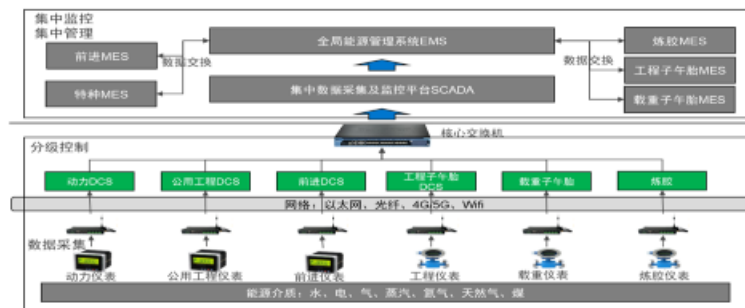 集中监控
集中管理
全局能源管理系统EMS
前进MES
数据交换
特种MES
集中数据采集及监控平台SCADA
炼胶MES
数据交换
工程子午胎MES
载重子午胎MES
核心交换机
分级控制
动力DCS
公用工程DCS
前进DCS
工程子午胎
DCS
载重子午胎
炼胶
网络：以太网、光纤、4G/5G、Wifi
数据采集
动力仪表
公用工程仪表
前进仪表
工程仪表
载重仪表
炼胶仪表
能源介质：水、电、气、蒸汽、氮气、天然气、煤